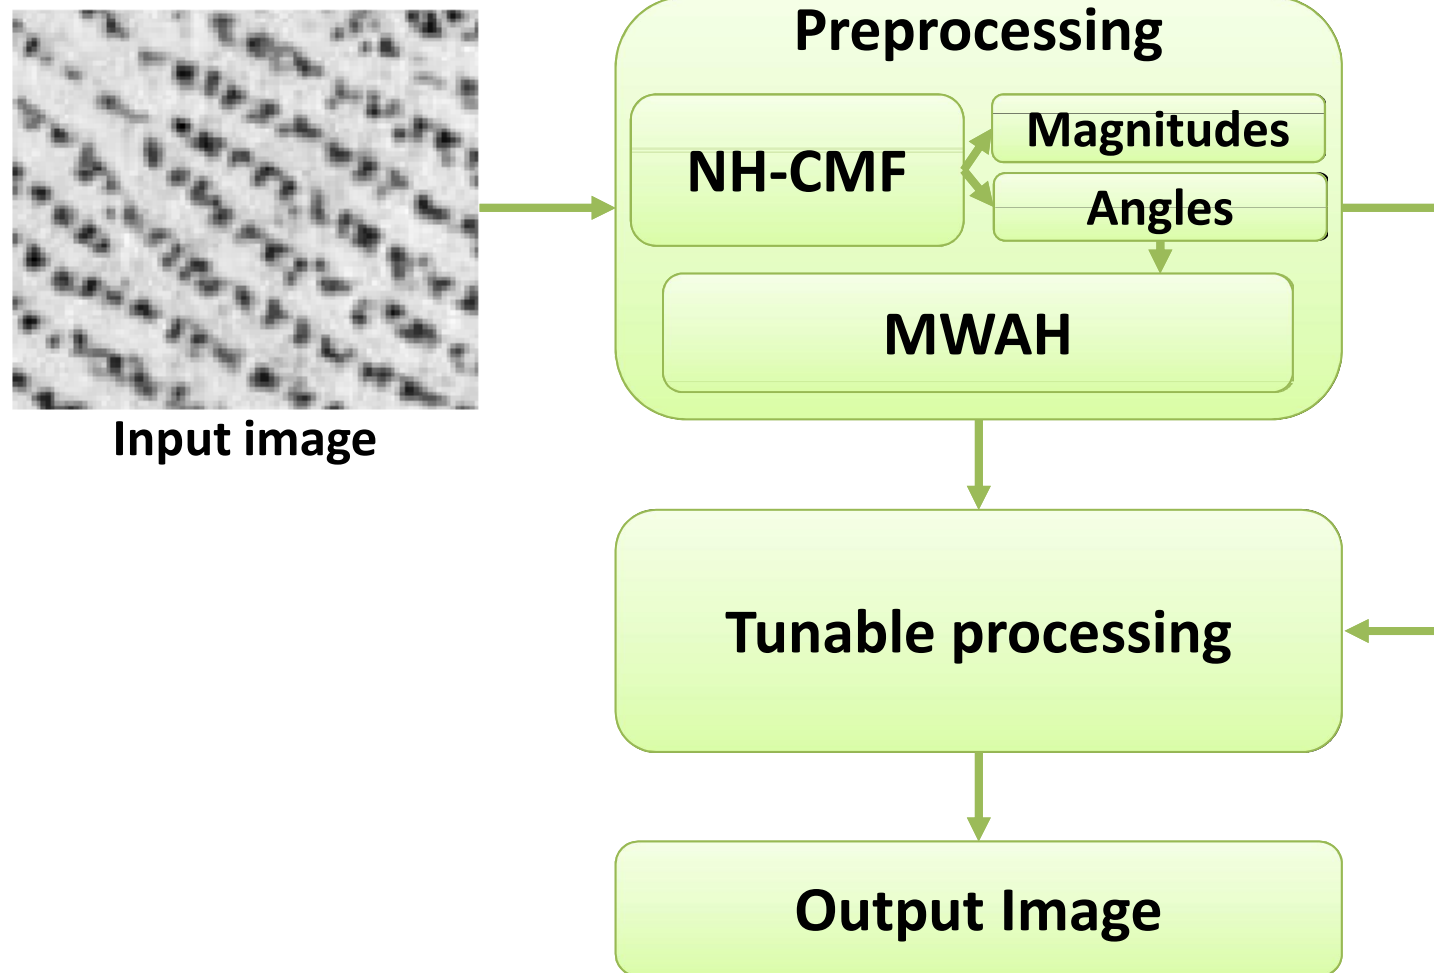 Preprocessing
NH-CMF
Magnitudes
Angles
MWAH
Input image
Tunable processing
Output Image